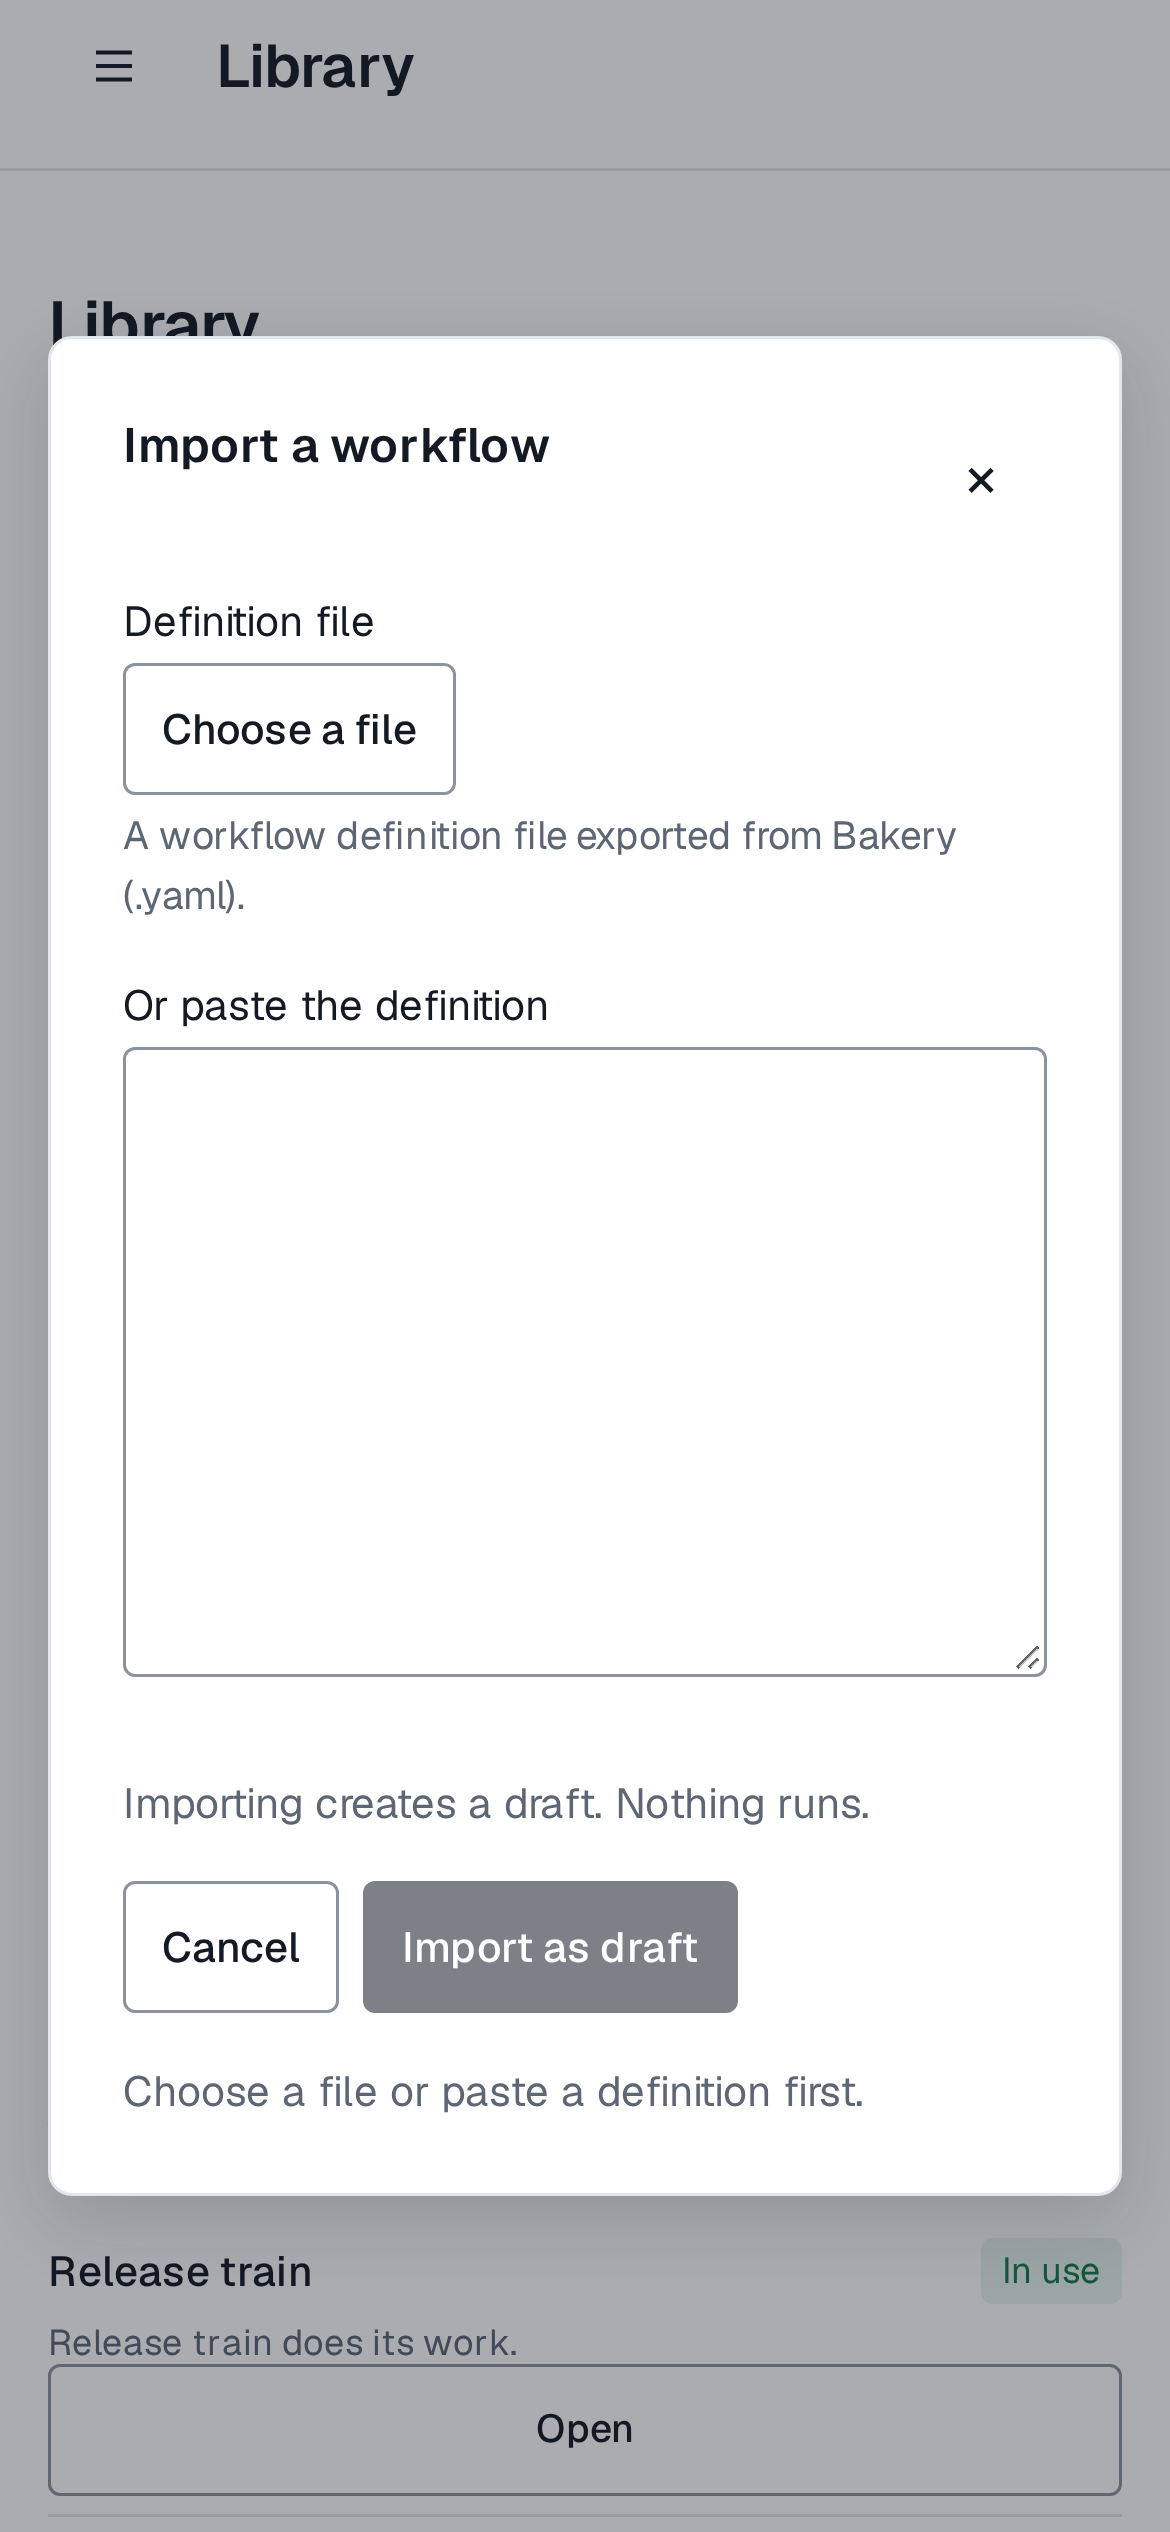 Library
Library
Import a workflow
Definition file
Choose a file
A workflow definition file exported from Bakery
(.yaml).
Or paste the definition
Importing creates a draft. Nothing runs.
Cancel
Import as draft
Choose a file or paste a definition first.
Release train
In use
Release train does its work.
Open